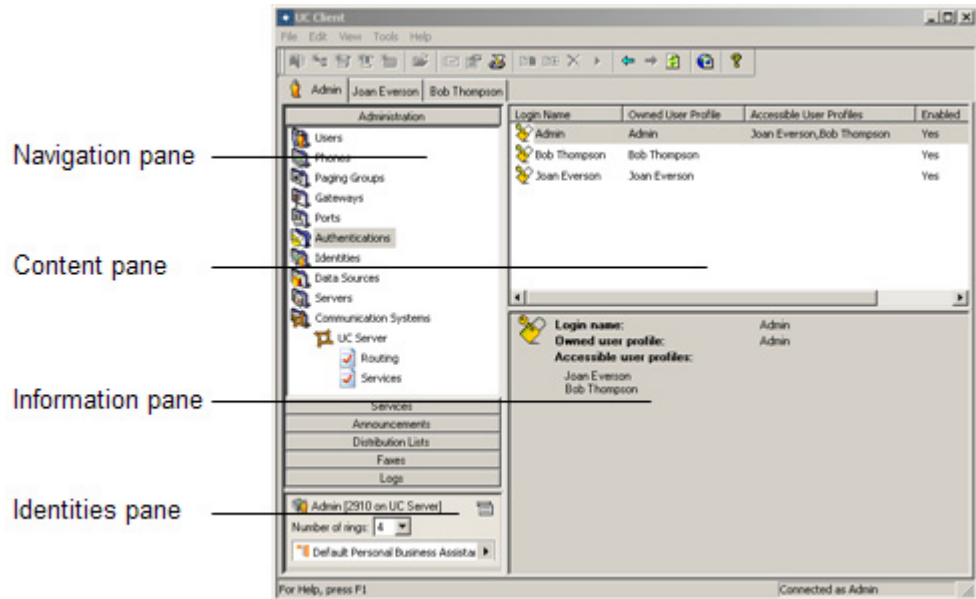 UC Client
File Edit View Tools Help
Admin Joan Everson Bob Thompson
Administration
Users
Phones
Paging Groups
Gateways
Ports
Authentications
Identities
Data Sources
Servers
Communication Systems
UC Server
Routing
Services
Services
Announcements
Distribution Lists
Faxes
Logs
Admin [2910 on UC Server]
Number of rings: 4
Default Personal Business Assista
Login Name Owned User Profile Accessible User Profiles Enabled
Admin Admin Joan Everson,Bob Thompson Yes
Bob Thompson Bob Thompson Yes
Joan Everson Joan Everson Yes
Login name: Admin
Owned user profile: Admin
Accessible user profiles:
Joan Everson
Bob Thompson
For Help, press F1 Connected as Admin
Navigation pane
Content pane
Information pane
Identities pane